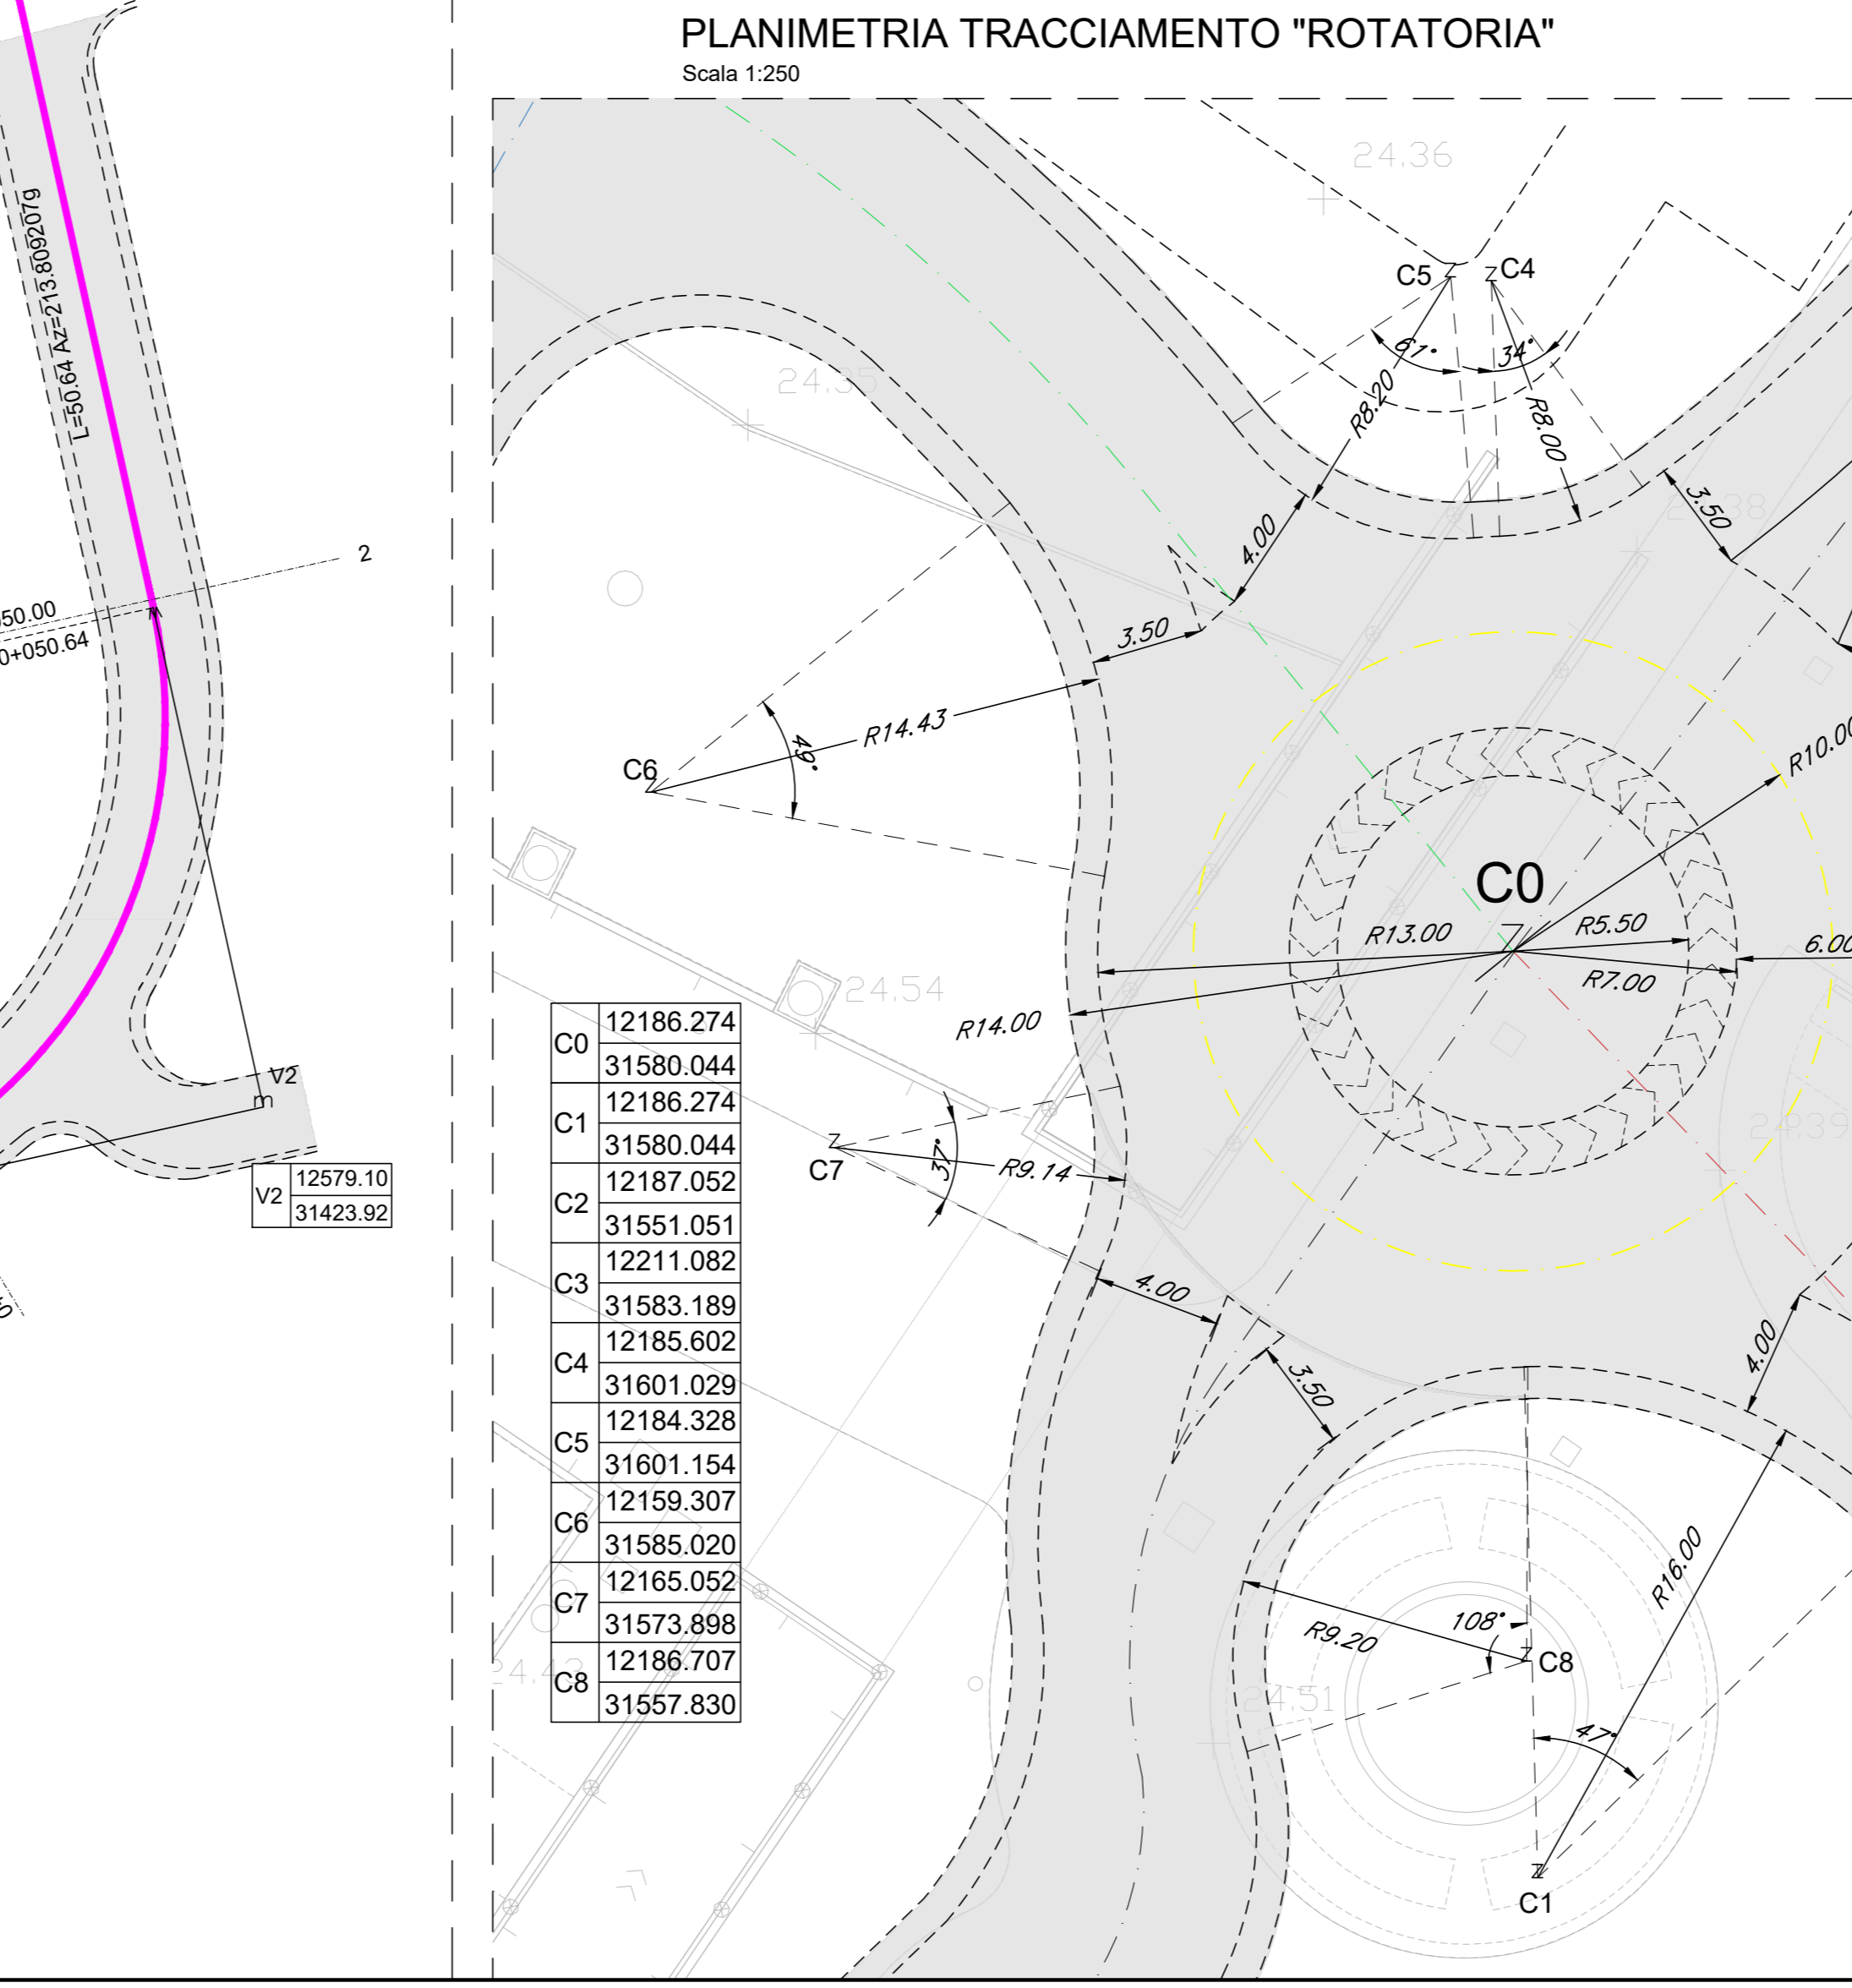 PLANIMETRIA TRACCIAMENTO "ROTATORIA"
Scala 1:250
L=50.64 Az=213.8092207g
2
50.00
0+050.64
V2
m
V2 12579.10
31423.92
24.36
C5
C4
61°
34°
24.35
R8.20
R8.00
3.50
4.00
3.50
24.38
R14.43
49°
C6
R10.00
C0
R13.00
R5.50
6.00
R7.00
24.54
R14.00
C7
37°
R9.14
24.39
4.00
3.50
4.00
C0 12186.274
31580.044
C1 12186.274
31580.044
C2 12187.052
31551.051
C3 12211.082
31583.189
C4 12185.602
31601.029
C5 12184.328
31601.154
C6 12159.307
31585.020
C7 12165.052
31573.898
C8 12186.707
31557.830
R16.00
108°
R9.20
C8
24.51
47°
C1